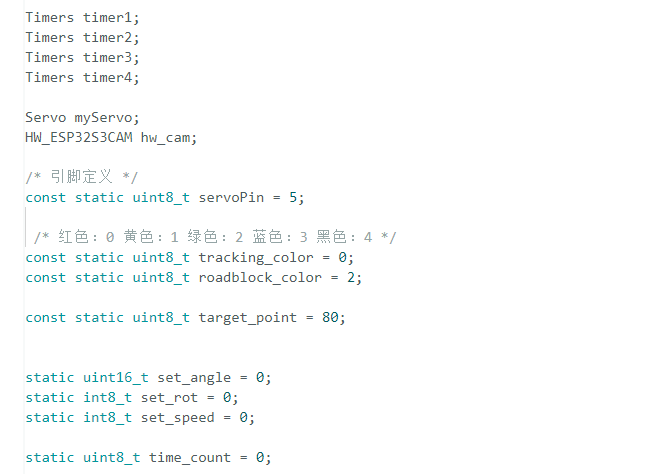 Timers timer1;
Timers timer2;
Timers timer3;
Timers timer4;
Servo myServo;
HW_ESP32S3CAM hw_cam;
/* 引脚定义 */
const static uint8_t servoPin = 5;
/* 红色：0 黄色：1 绿色：2 蓝色：3 黑色：4 */
const static uint8_t tracking_color = 0;
const static uint8_t roadblock_color = 2;
const static uint8_t target_point = 80;
static uint16_t set_angle = 0;
static int8_t set_rot = 0;
static int8_t set_speed = 0;
static uint8_t time_count = 0;